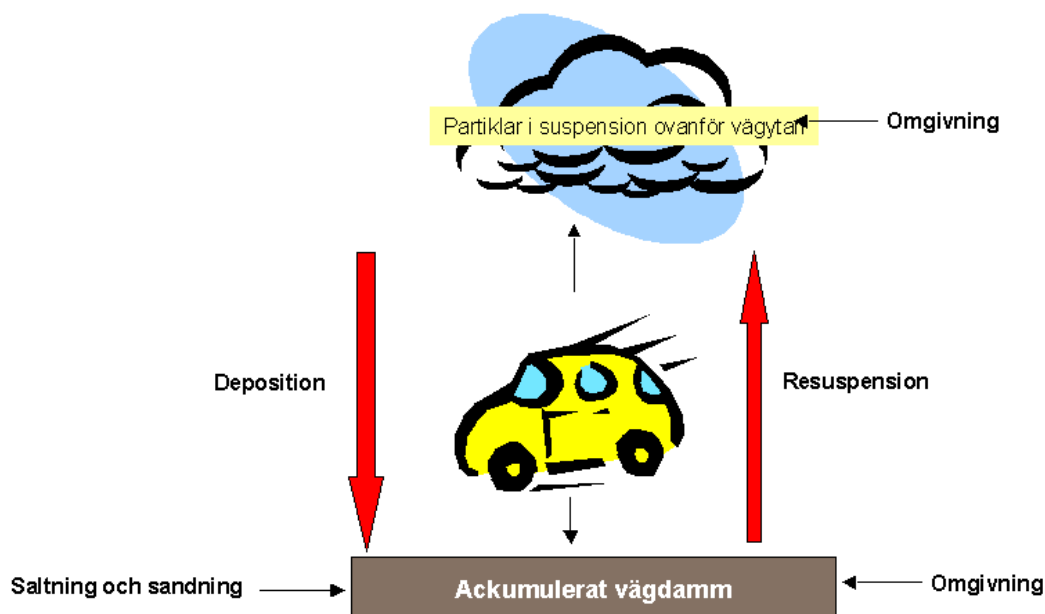 Partiklar i suspension ovanför vägytan
Omgivning
Deposition
Resuspension
Saltning och sandning
Ackumulerat vägdamm
Omgivning